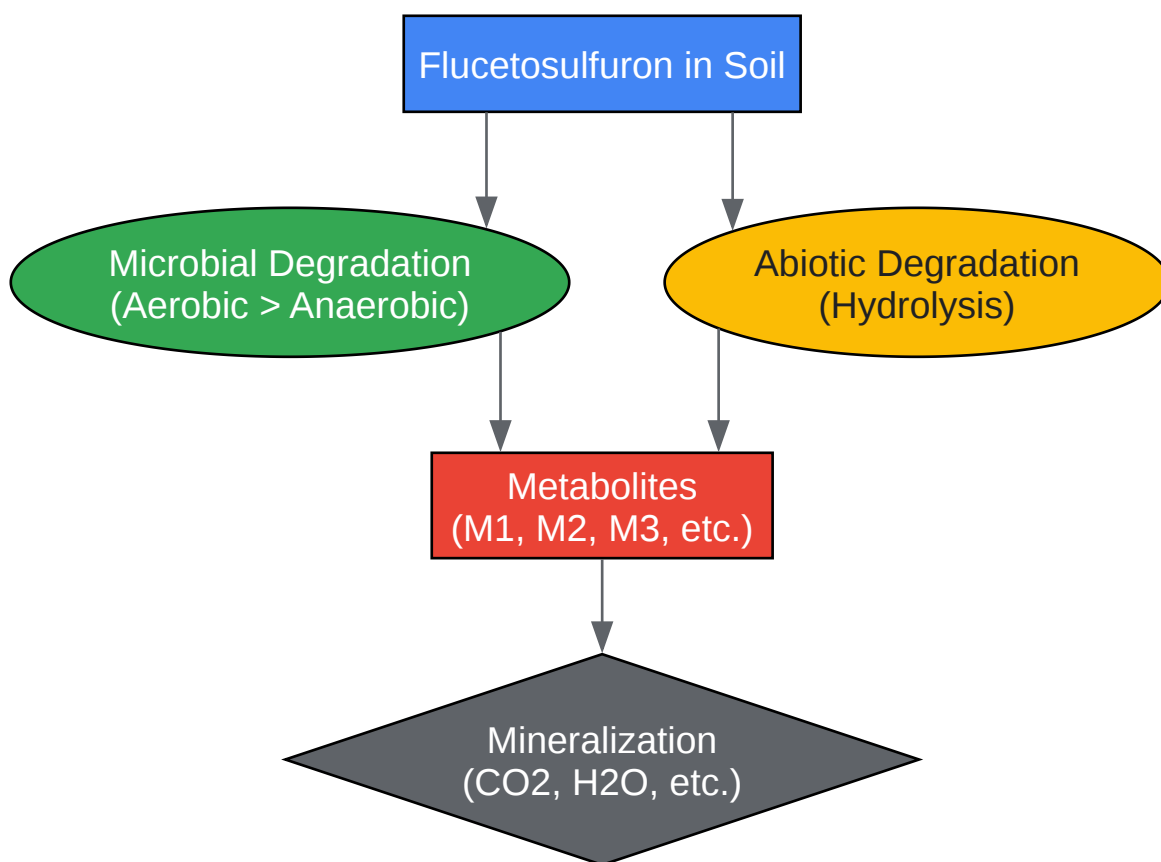 Flucetosulfuron in Soil
Microbial Degradation
(Aerobic > Anaerobic)
Abiotic Degradation
(Hydrolysis)
Metabolites
(M1, M2, M3, etc.)
Mineralization
(CO2, H2O, etc.)